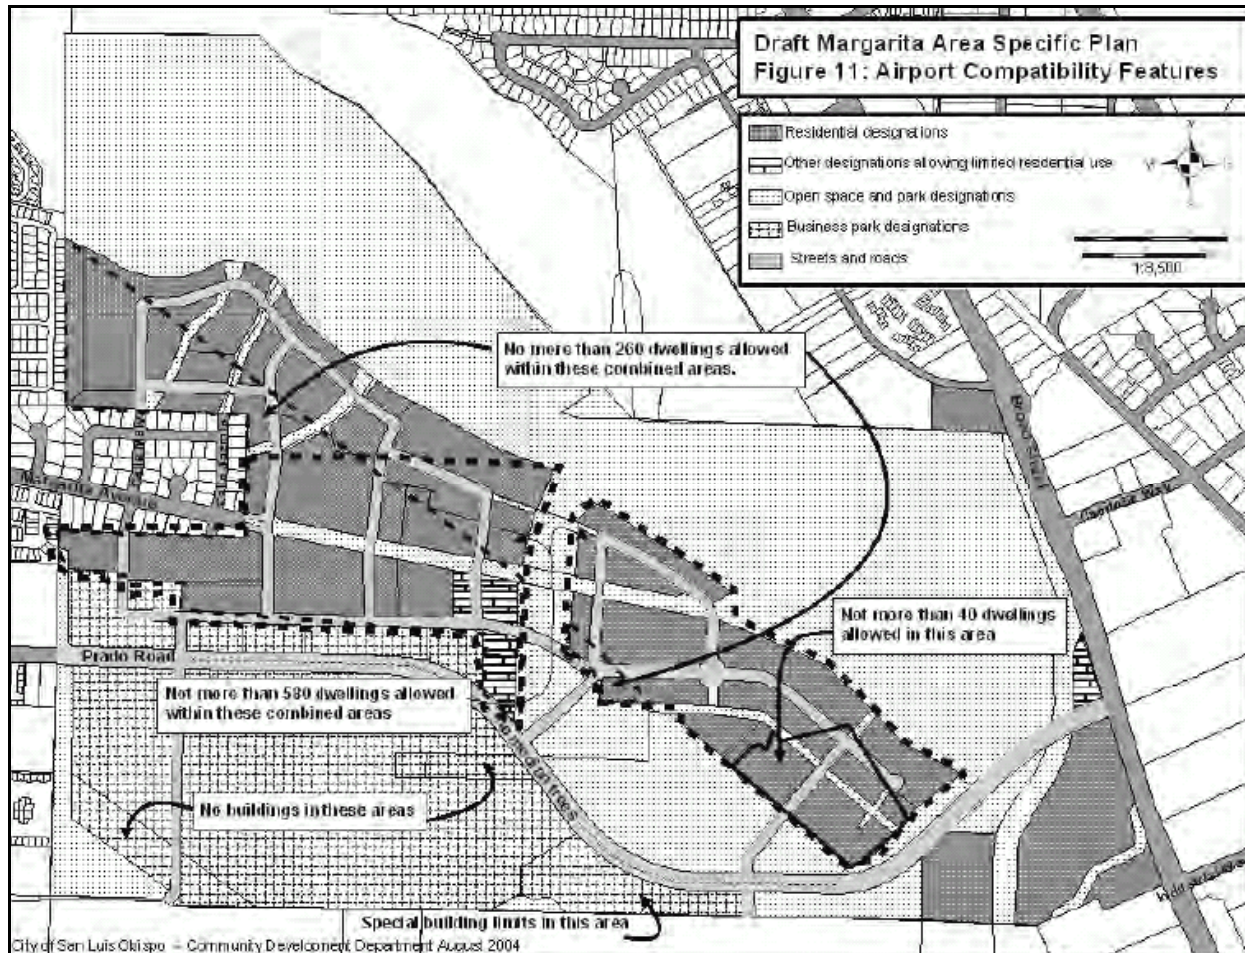 Draft Margarita Area Specific Plan
Figure 11: Airport Compatibility Features
Residential designations
Other designations allowing limited residential use
Open space and park designations
Business park designations
Streets and roads
1:8,500
No more than 260 dwellings allowed
within these combined areas.
Broad Street
Margarita Avenue
Not more than 40 dwellings
allowed in this area
Prado Road
Not more than 580 dwellings allowed
within these combined areas
No buildings in these areas
Special building limits in this area
City of San Luis Obispo - Community Development Department August 2004